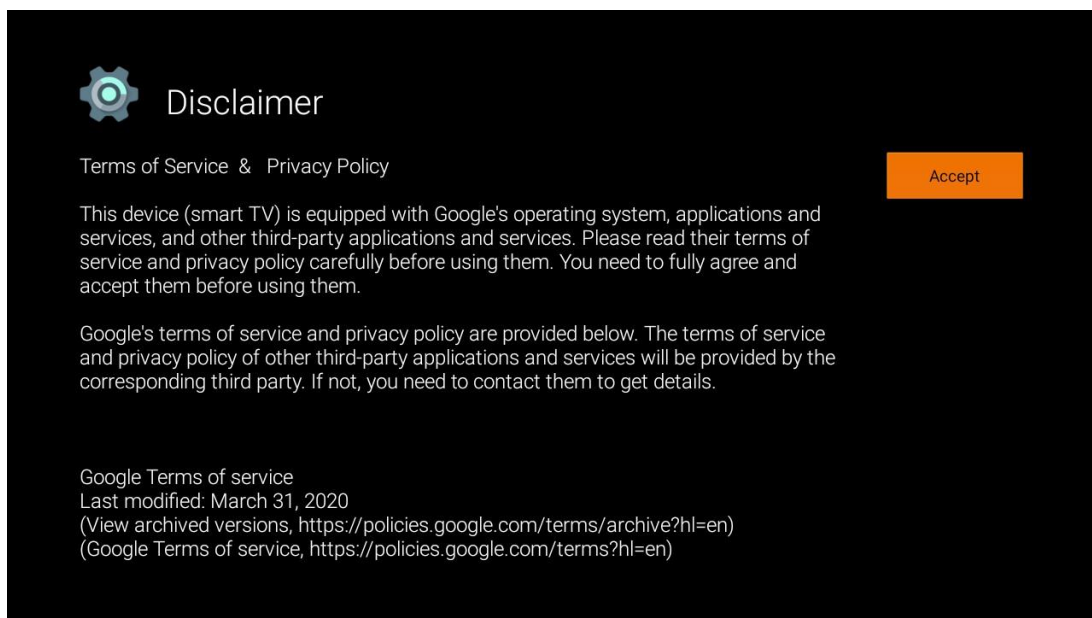 Disclaimer
Terms of Service & Privacy Policy
Accept
This device (smart TV) is equipped with Google's operating system, applications and
services, and other third-party applications and services. Please read their terms of
service and privacy policy carefully before using them. You need to fully agree and
accept them before using them.
Google's terms of service and privacy policy are provided below. The terms of service
and privacy policy of other third-party applications and services will be provided by the
corresponding third party. If not, you need to contact them to get details.
Google Terms of service
Last modified: March 31, 2020
(View archived versions, https://policies.google.com/terms/archive?hl=en)
(Google Terms of service, https://policies.google.com/terms?hl=en)